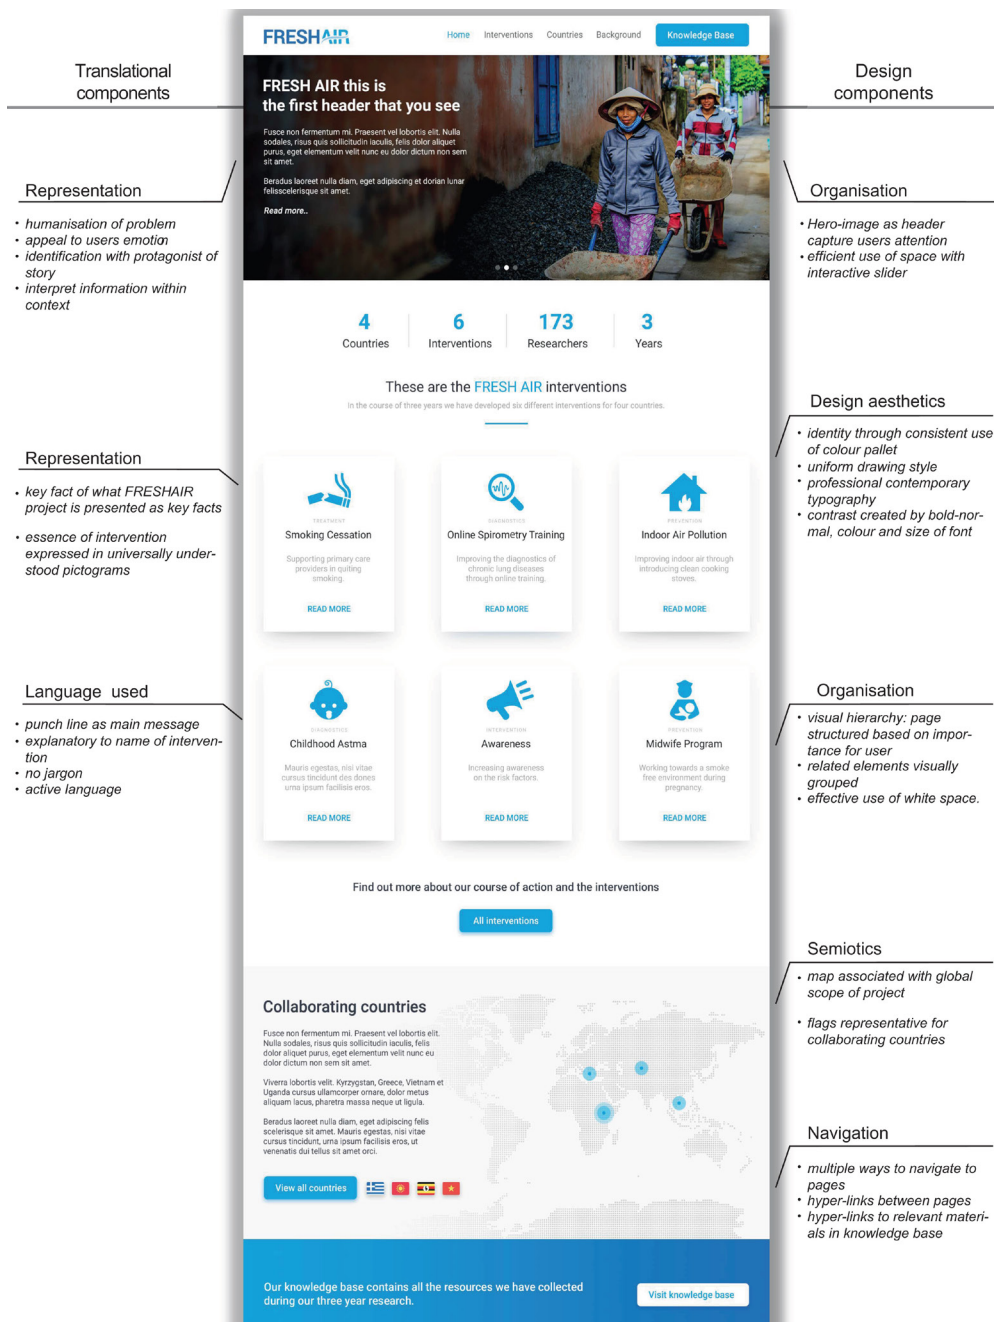 FRESHAIR
Home Interventions Countries Background Knowledge Base
Translational
components
Design
components
FRESH AIR this is
the first header that you see
Fusce non fermentum mi. Praesent vel lobortis elit. Nulla
sodales, risus quis sollicitudin iaculis, felis dolor aliquet
purus, eget elementum velit nunc eu dolor dictum non sem
sit amet.
Beradus laoreet nulla diam, eget adipiscing et dorian lunar
felisscelerisque sit amet.
Read more..
Representation
• humanisation of problem
• appeal to users emotion
• identification with protagonist of
story
• interpret information within
context
Organisation
• Hero-image as header
capture users attention
• efficient use of space with
interactive slider
4 6 173 3
Countries Interventions Researchers Years
These are the FRESH AIR interventions
In the course of three years we have developed six different interventions for four countries.
Design aesthetics
• identity through consistent use
of colour pallet
• uniform drawing style
• professional contemporary
typography
• contrast created by bold-nor-
mal, colour and size of font
Representation
• key fact of what FRESHAIR
project is presented as key facts
• essence of intervention
expressed in universally under-
stood pictograms
TREATMENT
Smoking Cessation
Supporting primary care
providers in quiting
smoking.
READ MORE
DIAGNOSTICS
Online Spirometry Training
Improving the diagnostics of
chronic lung diseases
through online training.
READ MORE
PREVENTION
Indoor Air Pollution
Improving indoor air through
introducing clean cooking
stoves.
READ MORE
Language used
• punch line as main message
• explanatory to name of interven-
tion
• no jargon
• active language
DIAGNOSTICS
Childhood Astma
Mauris egestas, nisi vitae
cursus tincidunt des dones
urna ipsum facilisis eros.
READ MORE
INTERVENTION
Awareness
Increasing awareness
on the risk factors.
READ MORE
PREVENTION
Midwife Program
Working towards a smoke
free environment during
pregnancy.
READ MORE
Organisation
• visual hierarchy: page
structured based on impor-
tance for user
• related elements visually
grouped
• effective use of white space.
Find out more about our course of action and the interventions
All interventions
Semiotics
• map associated with global
scope of project
• flags representative for
collaborating countries
Collaborating countries
Fusce non fermentum mi. Praesent vel lobortis elit.
Nulla sodales, risus quis sollicitudin iaculis, felis
dolor aliquet purus, eget elementum velit nunc eu
dolor dictum non sem sit amet.
Viverra lobortis velit. Kyrzygstan, Greece, Vietnam et
Uganda cursus ullamcorper ornare, dolor metus
aliquam lacus, pharetra massa neque ut ligula.
Beradus laoreet nulla diam, eget adipiscing felis
scelerisque sit amet. Mauris egestas, nisi vitae
cursus tincidunt, urna ipsum facilisis eros, ut
venenatis dui tellus sit amet orci.
View all countries
Navigation
• multiple ways to navigate to
pages
• hyper-links between pages
• hyper-links to relevant materi-
als in knowledge base
Our knowledge base contains all the resources we have collected
during our three year research.
Visit knowledge base